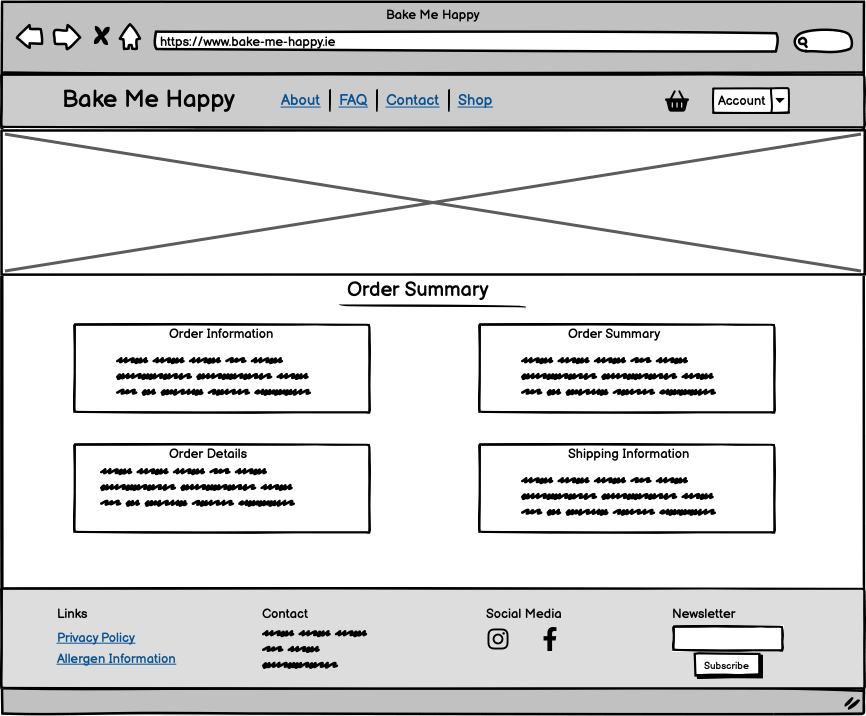 Bake Me Happy
https://www.bake-me-happy.ie
Bake Me Happy
About
FAQ
Contact
Shop
Account
Order Summary
Order Information
Order Summary
Order Details
Shipping Information
Links
Privacy Policy
Allergen Information
Contact
Social Media
Newsletter
Subscribe